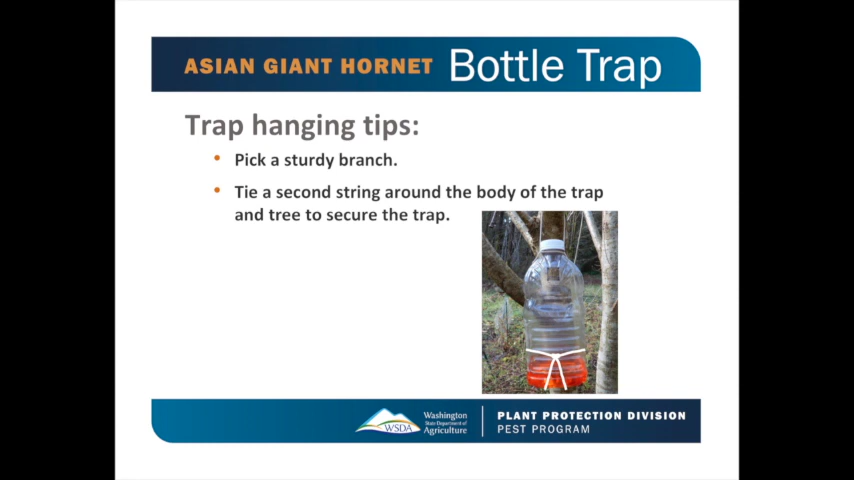 ASIAN GIANT HORNET Bottle Trap
Trap hanging tips:
• Pick a sturdy branch.
• Tie a second string around the body of the trap
and tree to secure the trap.
WSDA
Washington
State Department of
Agriculture
PLANT PROTECTION DIVISION
PEST PROGRAM